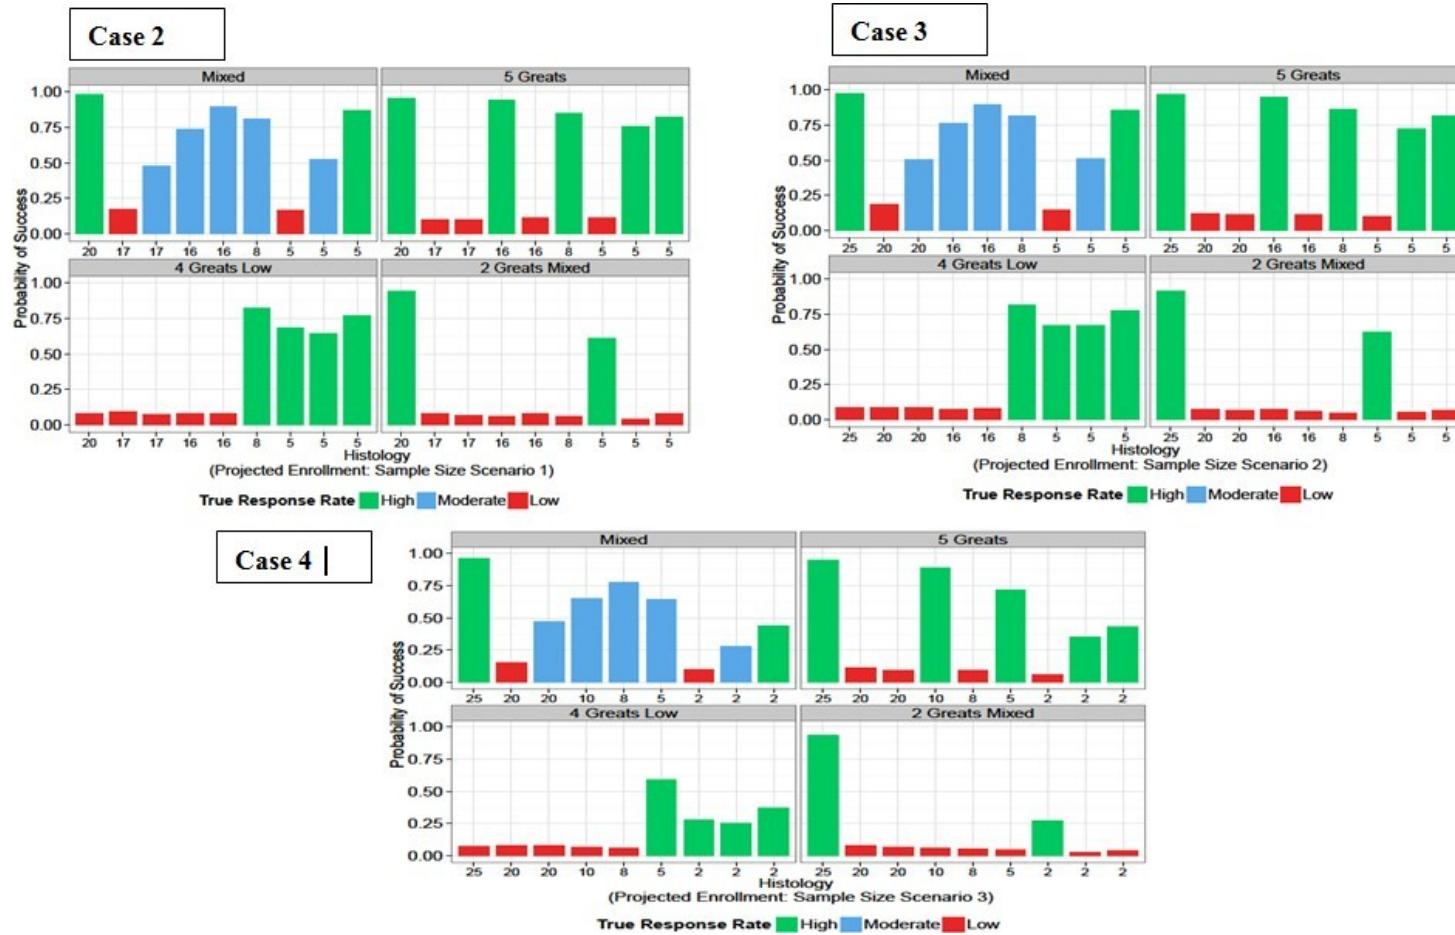 Case 2
Mixed
5 Greats
1.00
0.75
0.50
0.25
0.00
20 17 17 16 16 8 5 5 5
20 17 17 16 16 8 5 5 5
4 Greats Low
2 Greats Mixed
1.00
0.75
0.50
0.25
0.00
20 17 17 16 16 8 5 5 5
20 17 17 16 16 8 5 5 5
Probability of Success
Histology
(Projected Enrollment: Sample Size Scenario 1)
True Response Rate High Moderate Low
Case 3
Mixed
5 Greats
1.00
0.75
0.50
0.25
0.00
25 20 20 16 16 8 5 5 5
25 20 20 16 16 8 5 5 5
4 Greats Low
2 Greats Mixed
1.00
0.75
0.50
0.25
0.00
25 20 20 16 16 8 5 5 5
25 20 20 16 16 8 5 5 5
Probability of Success
Histology
(Projected Enrollment: Sample Size Scenario 2)
True Response Rate High Moderate Low
Case 4
Mixed
5 Greats
1.00
0.75
0.50
0.25
0.00
25 20 20 10 8 5 2 2 2
25 20 20 10 8 5 2 2 2
4 Greats Low
2 Greats Mixed
1.00
0.75
0.50
0.25
0.00
25 20 20 10 8 5 2 2 2
25 20 20 10 8 5 2 2 2
Probability of Success
Histology
(Projected Enrollment: Sample Size Scenario 3)
True Response Rate High Moderate Low